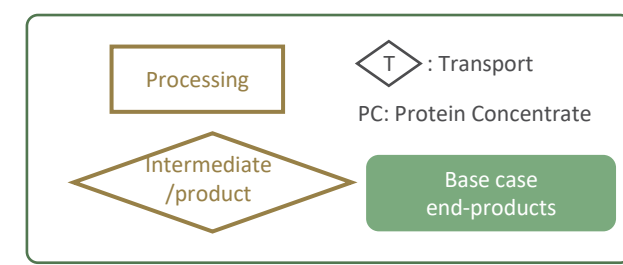 Processing
T : Transport
PC: Protein Concentrate
Intermediate
/product
Base case
end-products